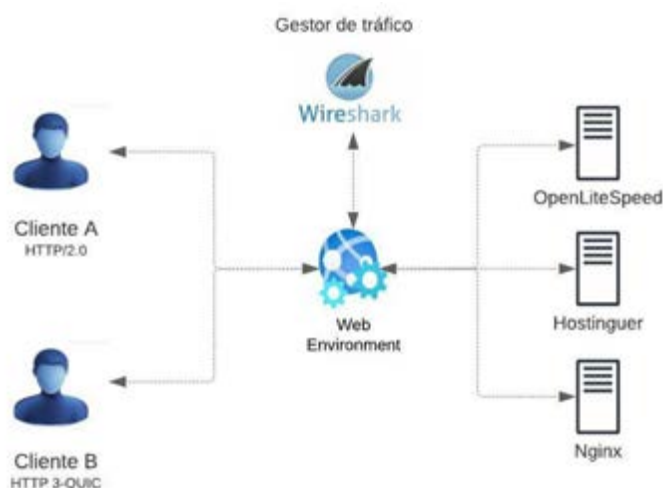 Gestor de tráfico
Wireshark
Cliente A
HTTP/2.0
OpenLiteSpeed
Web
Environment
Hostinguer
Cliente B
HTTP 3-QUIC
Nginx